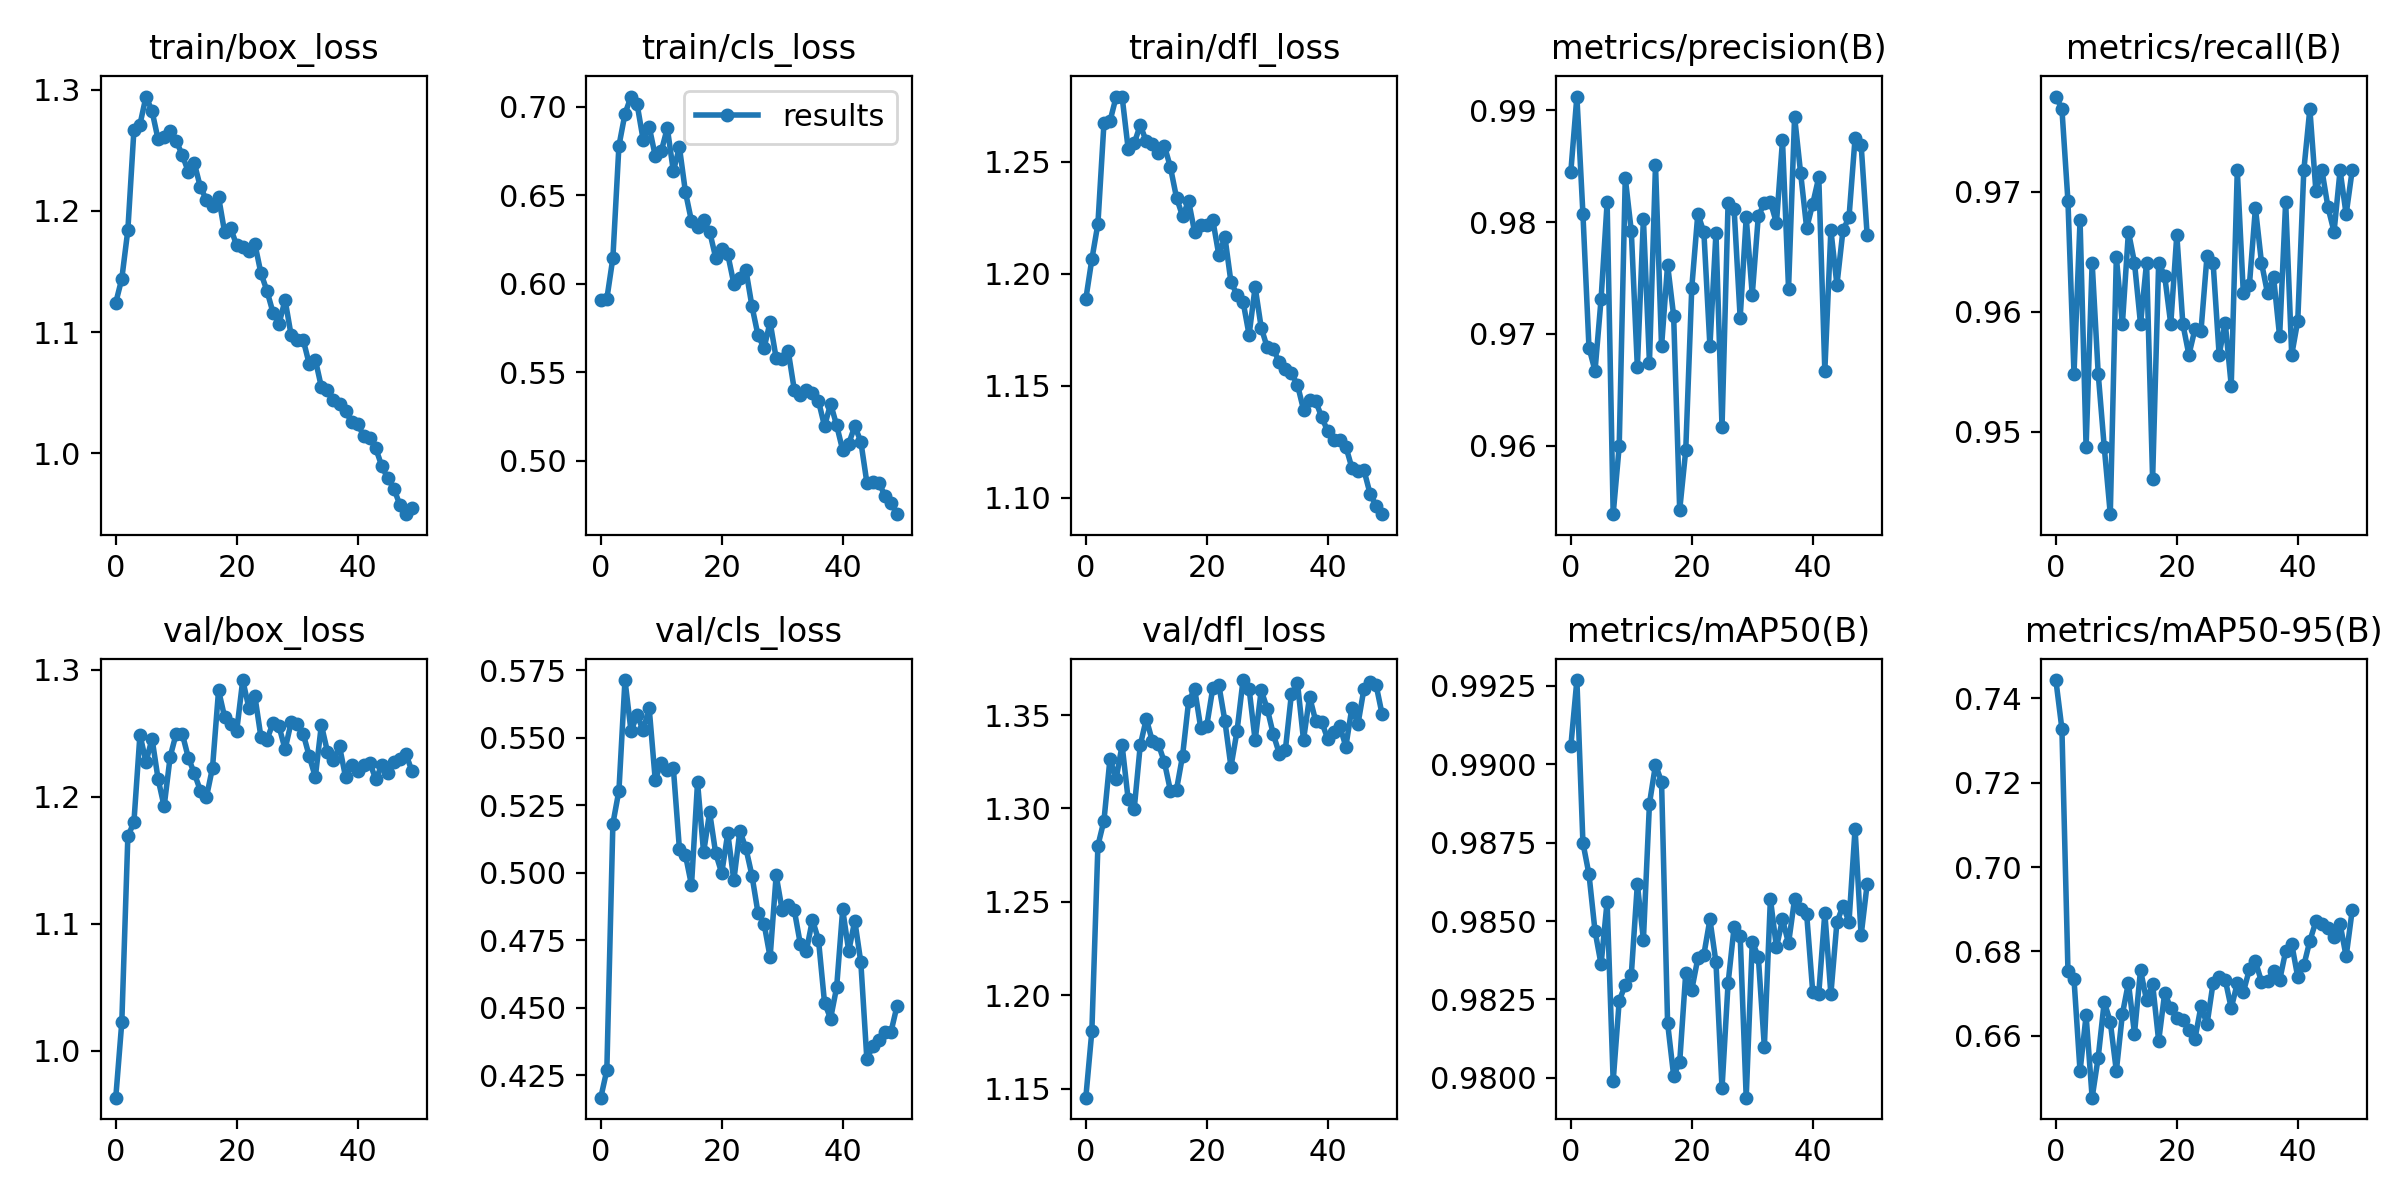 train/box_loss
train/cls_loss
train/dfl_loss
metrics/precision(B)
metrics/recall(B)
1.3
1.2
1.1
1.0
0 20 40
results
0.70
0.65
0.60
0.55
0.50
0 20 40
1.25
1.20
1.15
1.10
0 20 40
0.99
0.98
0.97
0.96
0 20 40
0.97
0.96
0.95
0 20 40
val/box_loss
val/cls_loss
val/dfl_loss
metrics/mAP50(B)
metrics/mAP50-95(B)
1.3
1.2
1.1
1.0
0 20 40
0.575
0.550
0.525
0.500
0.475
0.450
0.425
0 20 40
1.35
1.30
1.25
1.20
1.15
0 20 40
0.9925
0.9900
0.9875
0.9850
0.9825
0.9800
0 20 40
0.74
0.72
0.70
0.68
0.66
0 20 40